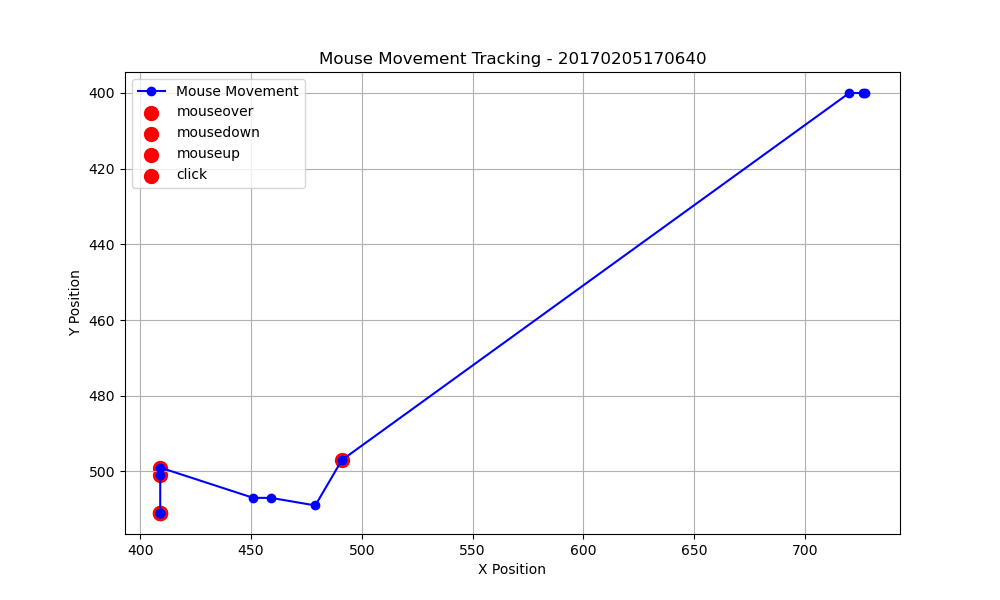 Mouse Movement Tracking - 20170205170640
Mouse Movement
mouseover
mousedown
mouseup
click
Y Position
400
420
440
460
480
500
400 450 500 550 600 650 700
X Position